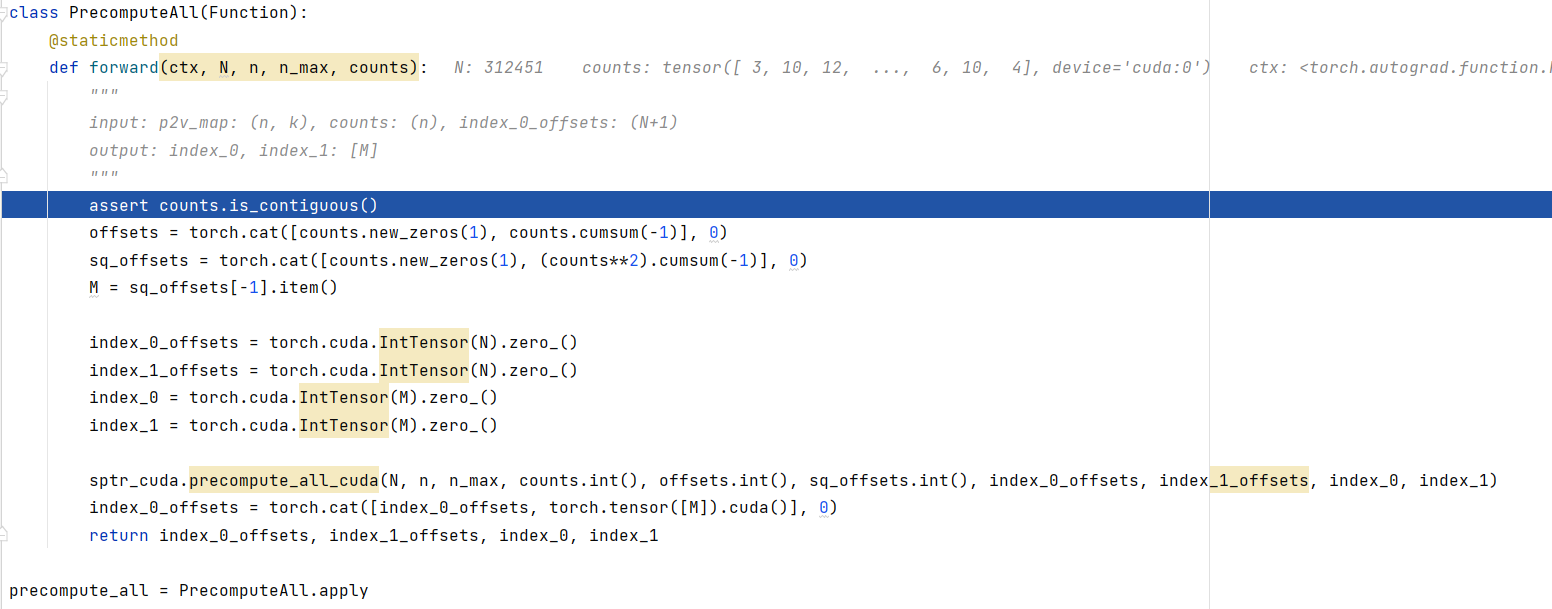 class PrecomputeAll(Function):
    @staticmethod
    def forward(ctx, N, n, n_max, counts):   N: 312451    counts: tensor([ 3, 10, 12,  ...,  6, 10,  4], device='cuda:0')    ctx: <torch.autograd.function.
        """
        input: p2v_map: (n, k), counts: (n), index_0_offsets: (N+1)
        output: index_0, index_1: [M]
        """
        assert counts.is_contiguous()
        offsets = torch.cat([counts.new_zeros(1), counts.cumsum(-1)], 0)
        sq_offsets = torch.cat([counts.new_zeros(1), (counts**2).cumsum(-1)], 0)
        M = sq_offsets[-1].item()
        index_0_offsets = torch.cuda.IntTensor(N).zero_()
        index_1_offsets = torch.cuda.IntTensor(N).zero_()
        index_0 = torch.cuda.IntTensor(M).zero_()
        index_1 = torch.cuda.IntTensor(M).zero_()
        sptr_cuda.precompute_all_cuda(N, n, n_max, counts.int(), offsets.int(), sq_offsets.int(), index_0_offsets, index_1_offsets, index_0, index_1)
        index_0_offsets = torch.cat([index_0_offsets, torch.tensor([M]).cuda()], 0)
        return index_0_offsets, index_1_offsets, index_0, index_1
precompute_all = PrecomputeAll.apply